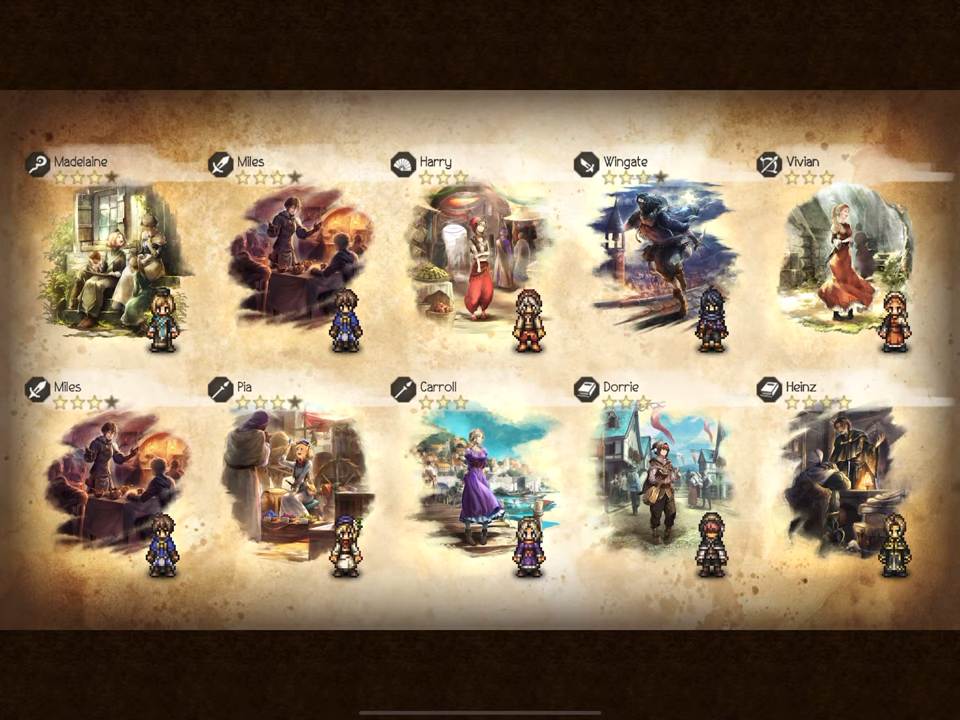 Madelaine
Miles
Harry
Wingate
Vivian
Miles
Pia
Carroll
Dorrie
Heinz